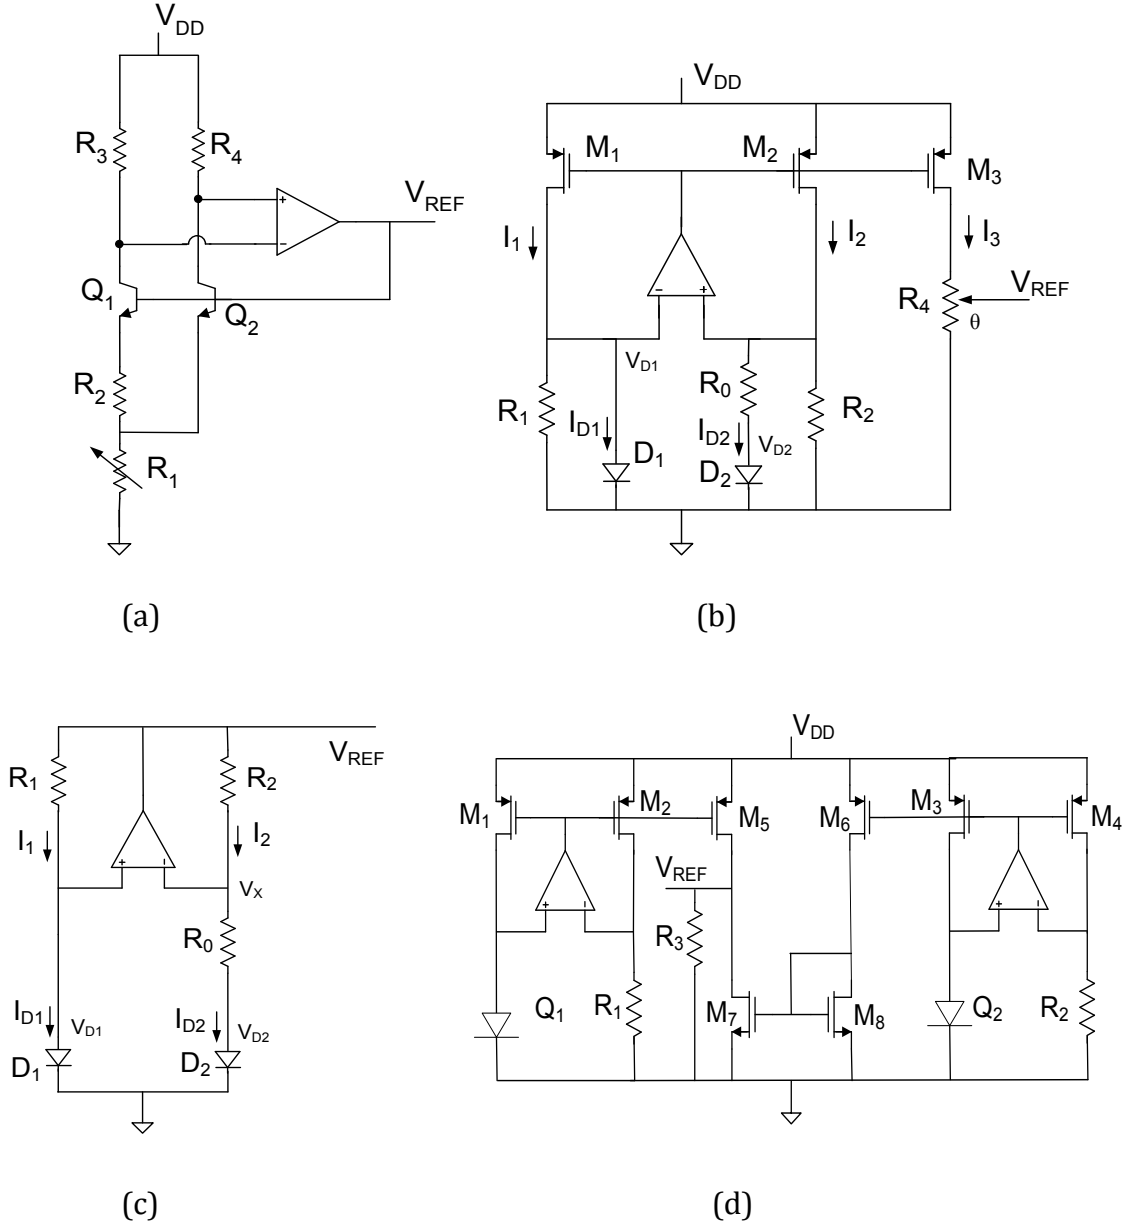 V_DD
R_3
R_4
+
−
V_REF
Q_1
Q_2
R_2
R_1
(a)
V_DD
M_1
M_2
M_3
I_1
I_2
I_3
−
+
R_4
V_REF
θ
V_D1
R_0
R_1
R_2
I_D1
I_D2
V_D2
D_1
D_2
(b)
V_REF
R_1
R_2
I_1
I_2
+
−
V_X
R_0
I_D1
V_D1
I_D2
V_D2
D_1
D_2
(c)
V_DD
M_1
M_2
M_5
M_6
M_3
M_4
V_REF
+
−
+
−
R_3
Q_1
R_1
M_7
M_8
Q_2
R_2
(d)